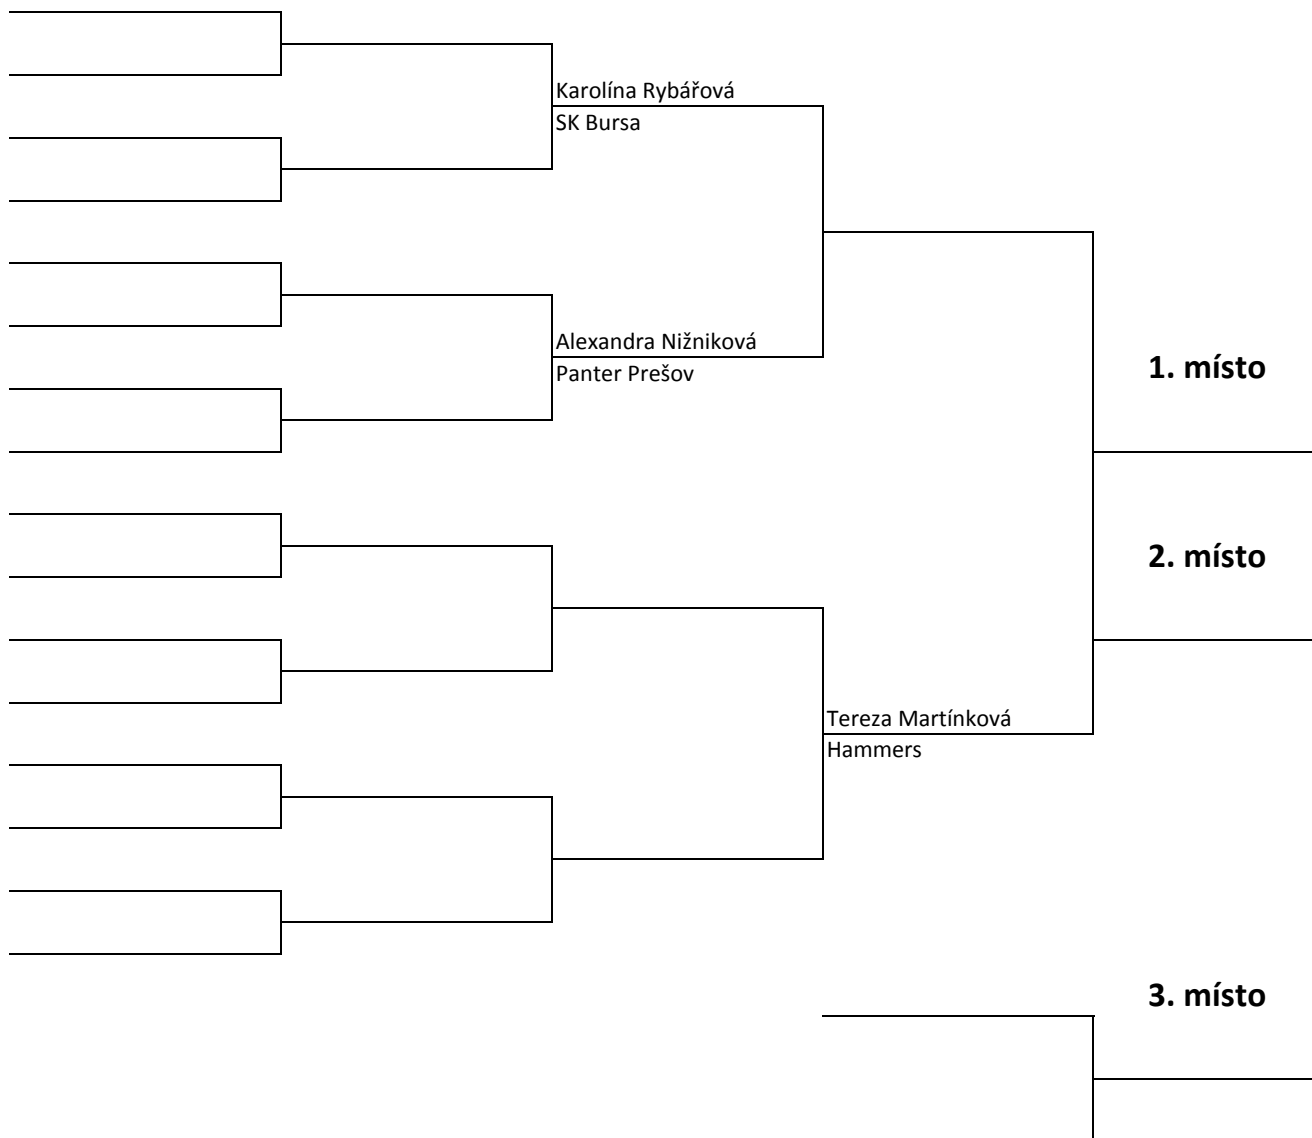 Karolína Rybářová
SK Bursa
Alexandra Nižniková
Panter Prešov
1. místo
2. místo
Tereza Martínková
Hammers
3. místo